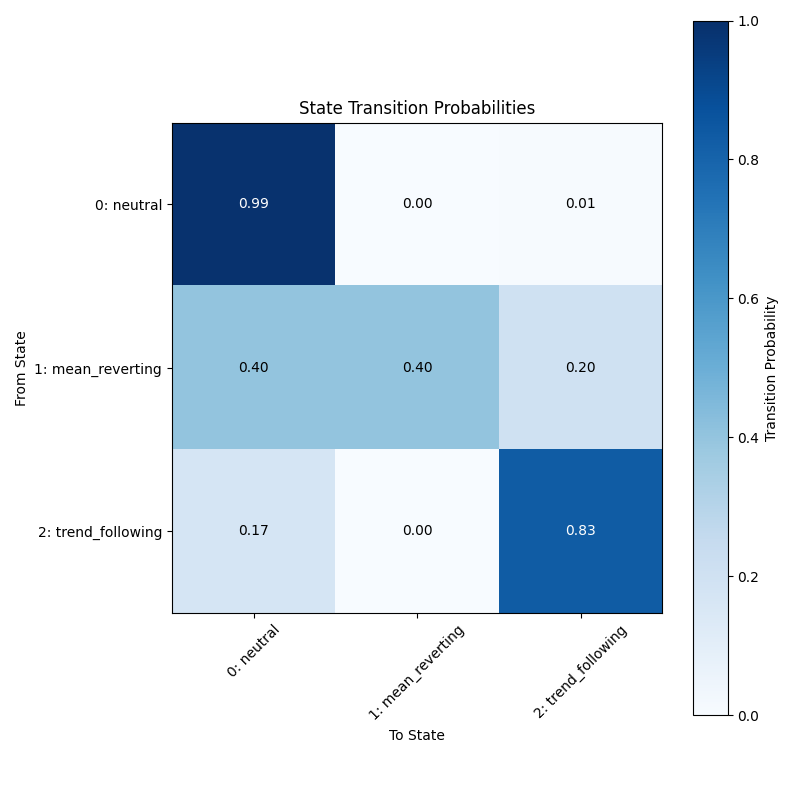 State Transition Probabilities
From State
0: neutral
1: mean_reverting
2: trend_following
0.99 0.00 0.01
0.40 0.40 0.20
0.17 0.00 0.83
0: neutral
1: mean_reverting
2: trend_following
To State
1.0
0.8
0.6
0.4
0.2
0.0
Transition Probability